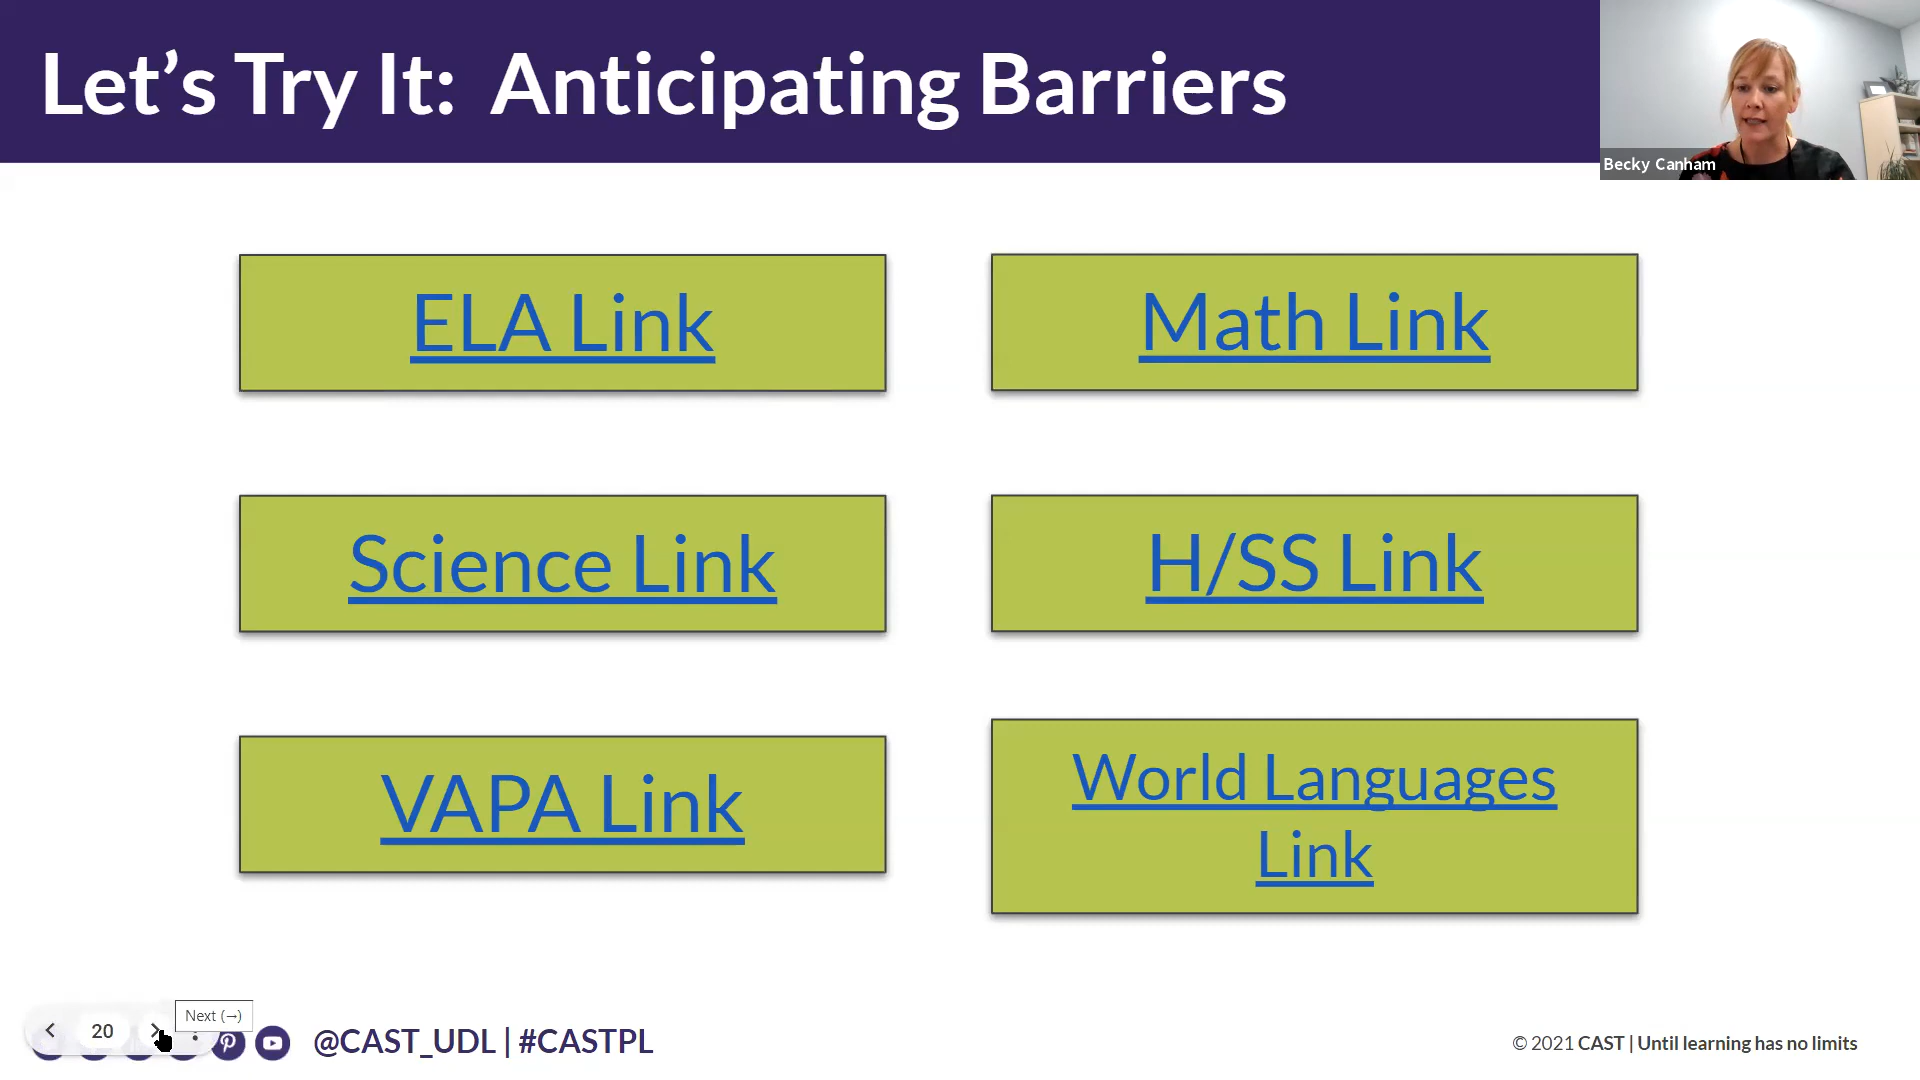 Let’s Try It:  Anticipating Barriers
Becky Canham
ELA Link
Math Link
Science Link
H/SS Link
VAPA Link
World Languages
Link
Next (→)
20
@CAST_UDL | #CASTPL
© 2021 CAST | Until learning has no limits